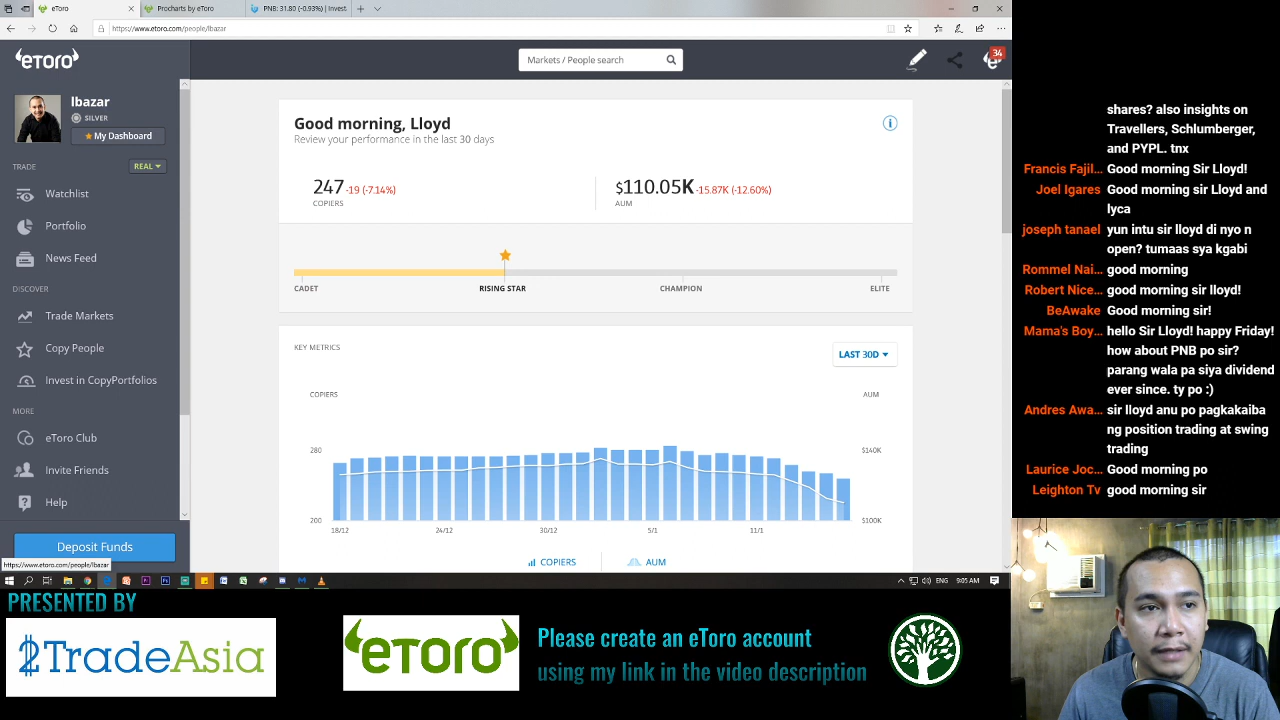 eToro
Procharts by eToro
PNB: 31.80 (-0.93%) | Invest
https://www.etoro.com/people/lbazar
eToro
Markets / People search
34
lbazar
SILVER
My Dashboard
TRADE
REAL
Watchlist
Portfolio
News Feed
DISCOVER
Trade Markets
Copy People
Invest in CopyPortfolios
MORE
eToro Club
Invite Friends
Help
Deposit Funds
https://www.etoro.com/people/lbazar
Good morning, Lloyd
Review your performance in the last 30 days
247 -19 (-7.14%)
COPIERS
$110.05K -15.87K (-12.60%)
AUM
CADET
RISING STAR
CHAMPION
ELITE
KEY METRICS
LAST 30D
COPIERS
AUM
280
$140K
200
$100K
18/12
24/12
30/12
5/1
11/1
COPIERS
AUM
ENG
9:05 AM
shares? also insights on
Travellers, Schlumberger,
and PYPL. tnx
Francis Fajil... Good morning Sir Lloyd!
Joel Igares Good morning sir Lloyd and
lyca
joseph tanael yun intu sir lloyd di nyo n
open? tumaas sya kgabi
Rommel Nai... good morning
Robert Nice... good morning sir lloyd!
BeAwake Good morning sir!
Mama's Boy... hello Sir Lloyd! happy Friday!
how about PNB po sir?
parang wala pa siya dividend
ever since. ty po :)
Andres Awa... sir lloyd anu po pagkakaiba
ng position trading at swing
trading
Laurice Joc... Good morning po
Leighton Tv good morning sir
PRESENTED BY
2TradeAsia
eToro
Please create an eToro account
using my link in the video description